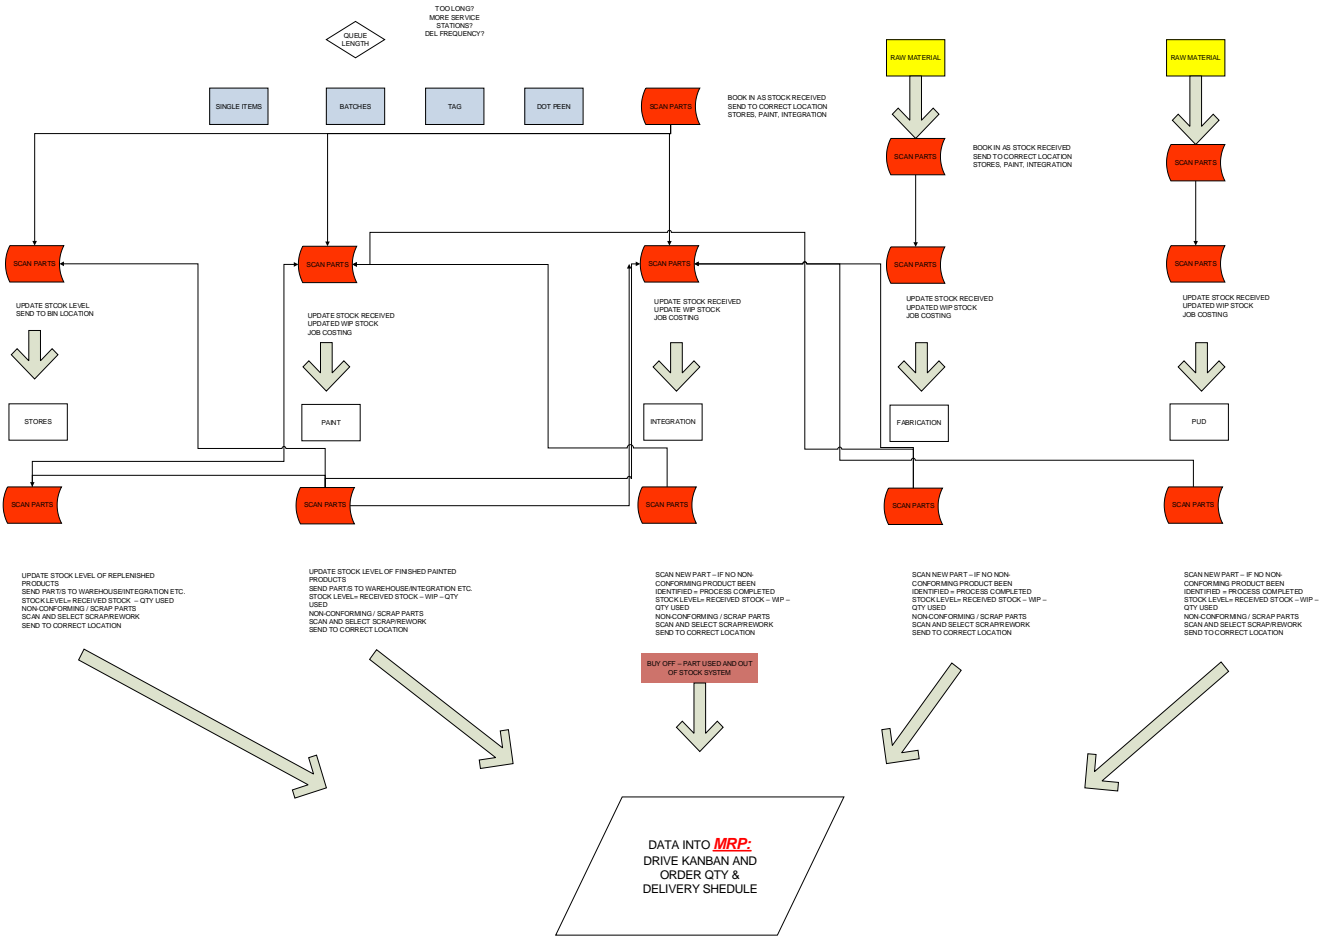 TOO LONG?
MORE SERVICE
STATIONS?
DEL FREQUENCY?
QUEUE
LENGTH
RAW MATERIAL
RAW MATERIAL
SINGLE ITEMS
BATCHES
TAG
DOT PEEN
SCAN PARTS
BOOK IN AS STOCK RECEIVED
SEND TO CORRECT LOCATION
STORES, PAINT, INTEGRATION
SCAN PARTS
BOOK IN AS STOCK RECEIVED
SEND TO CORRECT LOCATION
STORES, PAINT, INTEGRATION
SCAN PARTS
SCAN PARTS
SCAN PARTS
SCAN PARTS
SCAN PARTS
SCAN PARTS
UPDATE STCOK LEVEL
SEND TO BIN LOCATION
UPDATE STOCK RECEIVED
UPDATED WIP STOCK
JOB COSTING
UPDATE STOCK RECEIVED
UPDATE WIP STOCK
JOB COSTING
UPDATE STOCK RECEIVED
UPDATED WIP STOCK
JOB COSTING
UPDATE STOCK RECEIVED
UPDATED WIP STOCK
JOB COSTING
STORES
PAINT
INTEGRATION
FABRICATION
PUD
SCAN PARTS
SCAN PARTS
SCAN PARTS
SCAN PARTS
SCAN PARTS
UPDATE STOCK LEVEL OF REPLENISHED
PRODUCTS
SEND PART/S TO WAREHOUSE/INTEGRATION ETC.
STOCK LEVEL= RECEIVED STOCK – QTY USED
NON-CONFORMING / SCRAP PARTS
SCAN AND SELECT SCRAP/REWORK
SEND TO CORRECT LOCATION
UPDATE STOCK LEVEL OF FINISHED PAINTED
PRODUCTS
SEND PART/S TO WAREHOUSE/INTEGRATION ETC.
STOCK LEVEL= RECEIVED STOCK – WIP – QTY
USED
NON-CONFORMING / SCRAP PARTS
SCAN AND SELECT SCRAP/REWORK
SEND TO CORRECT LOCATION
SCAN NEW PART – IF NO NON-
CONFORMING PRODUCT BEEN
IDENTIFIED = PROCESS COMPLETED
STOCK LEVEL= RECEIVED STOCK – WIP –
QTY USED
NON-CONFORMING / SCRAP PARTS
SCAN AND SELECT SCRAP/REWORK
SEND TO CORRECT LOCATION
SCAN NEW PART – IF NO NON-
CONFORMING PRODUCT BEEN
IDENTIFIED = PROCESS COMPLETED
STOCK LEVEL= RECEIVED STOCK – WIP –
QTY USED
NON-CONFORMING / SCRAP PARTS
SCAN AND SELECT SCRAP/REWORK
SEND TO CORRECT LOCATION
SCAN NEW PART – IF NO NON-
CONFORMING PRODUCT BEEN
IDENTIFIED = PROCESS COMPLETED
STOCK LEVEL= RECEIVED STOCK – WIP –
QTY USED
NON-CONFORMING / SCRAP PARTS
SCAN AND SELECT SCRAP/REWORK
SEND TO CORRECT LOCATION
BUY OFF – PART USED AND OUT
OF STOCK SYSTEM
DATA INTO MRP:
DRIVE KANBAN AND
ORDER QTY &
DELIVERY SHEDULE